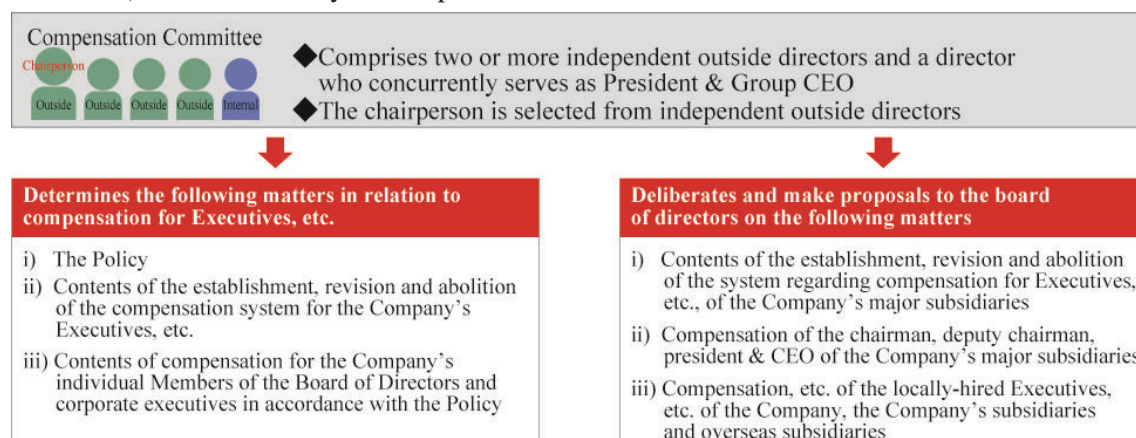 Compensation Committee
Chairperson
Outside Outside Outside Outside Internal
◆Comprises two or more independent outside directors and a director
who concurrently serves as President & Group CEO
◆The chairperson is selected from independent outside directors
Determines the following matters in relation to
compensation for Executives, etc.
i) The Policy
ii) Contents of the establishment, revision and abolition
of the compensation system for the Company's
Executives, etc.
iii) Contents of compensation for the Company's
individual Members of the Board of Directors and
corporate executives in accordance with the Policy
Deliberates and make proposals to the board
of directors on the following matters
i) Contents of the establishment, revision and abolition
of the system regarding compensation for Executives,
etc., of the Company's major subsidiaries
ii) Compensation of the chairman, deputy chairman,
president & CEO of the Company's major subsidiaries
iii) Compensation, etc. of the locally-hired Executives,
etc. of the Company, the Company's subsidiaries
and overseas subsidiaries